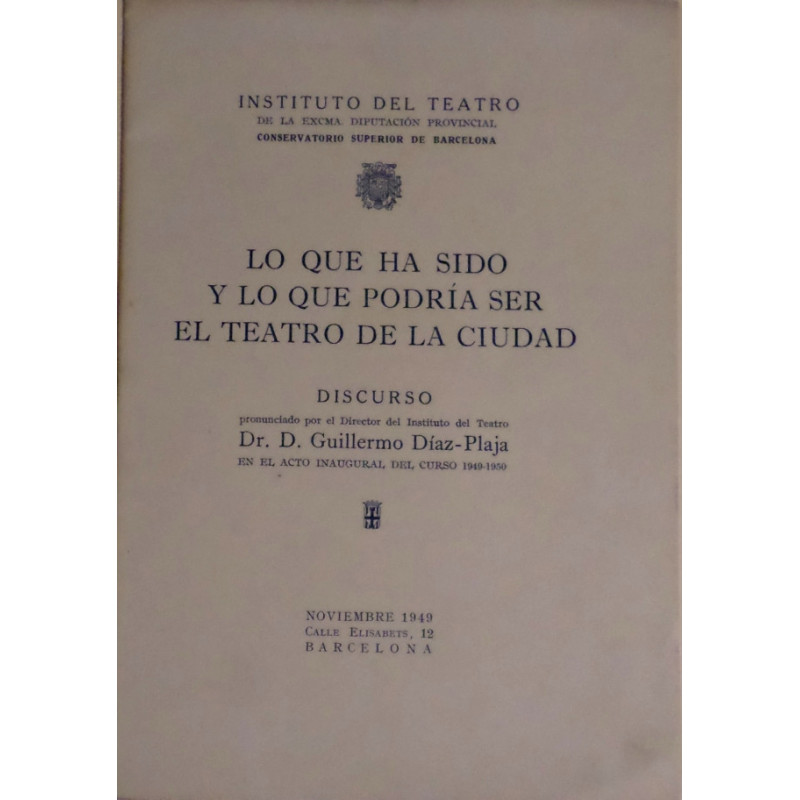 INSTITUTO DEL TEATRO
DE LA EXCMA. DIPUTACIÓN PROVINCIAL
CONSERVATORIO SUPERIOR DE BARCELONA
LO QUE HA SIDO
Y LO QUE PODRÍA SER
EL TEATRO DE LA CIUDAD
DISCURSO
pronunciado por el Director del Instituto del Teatro
Dr. D. Guillermo Díaz-Plaja
EN EL ACTO INAUGURAL DEL CURSO 1949-1950
NOVIEMBRE 1949
CALLE ELISABETS, 12
BARCELONA